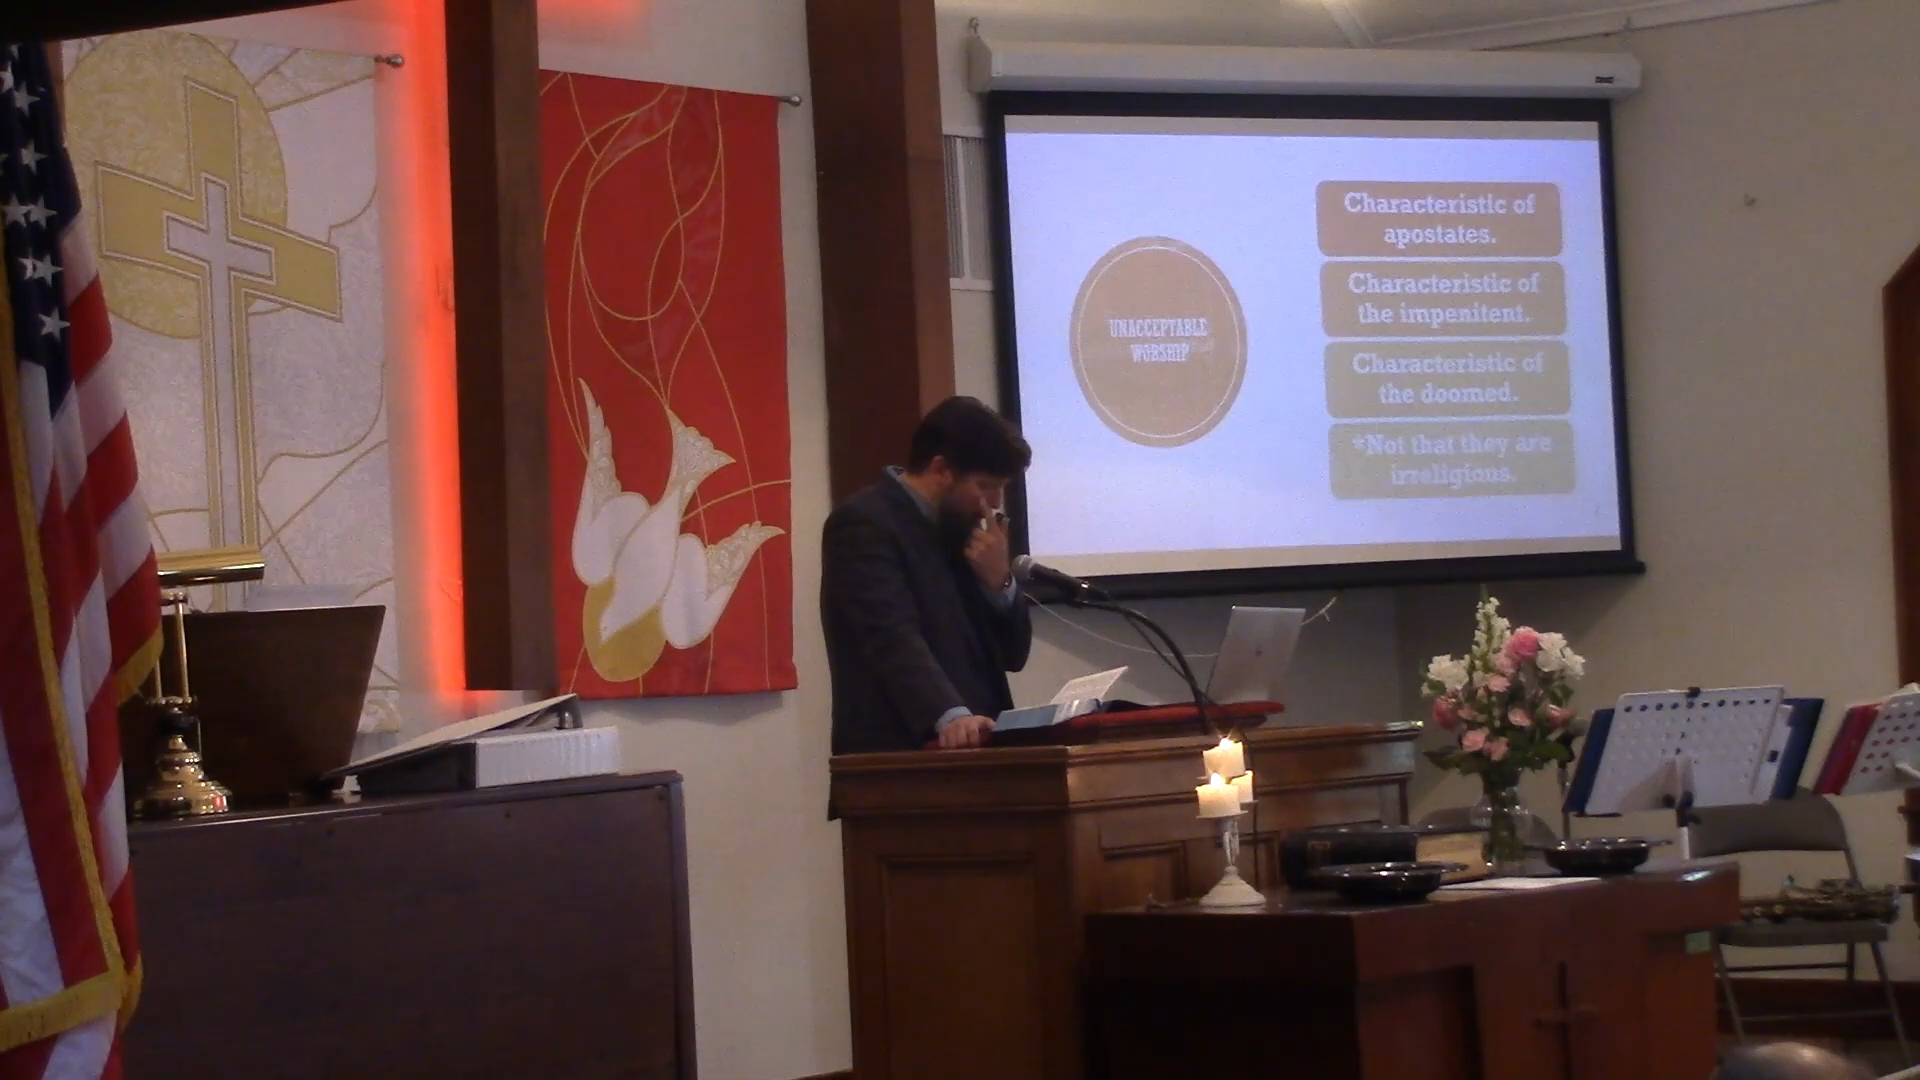 UNACCEPTABLE
WORSHIP
Characteristic of
apostates.
Characteristic of
the impenitent.
Characteristic of
the doomed.
*Not that they are
irreligious.